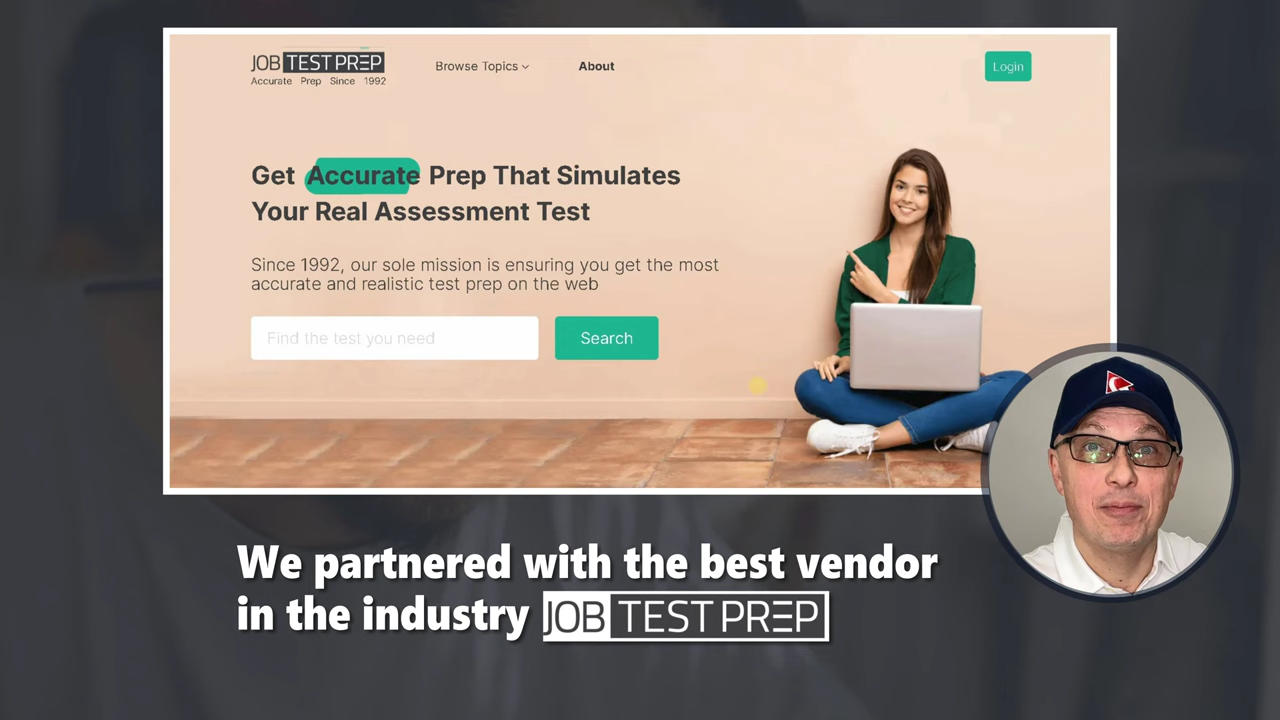 JOB TEST PREP
Accurate Prep Since 1992
Browse Topics
About
Login
Get Accurate Prep That Simulates
Your Real Assessment Test
Since 1992, our sole mission is ensuring you get the most
accurate and realistic test prep on the web
Find the test you need
Search
We partnered with the best vendor
in the industry JOB TEST PREP